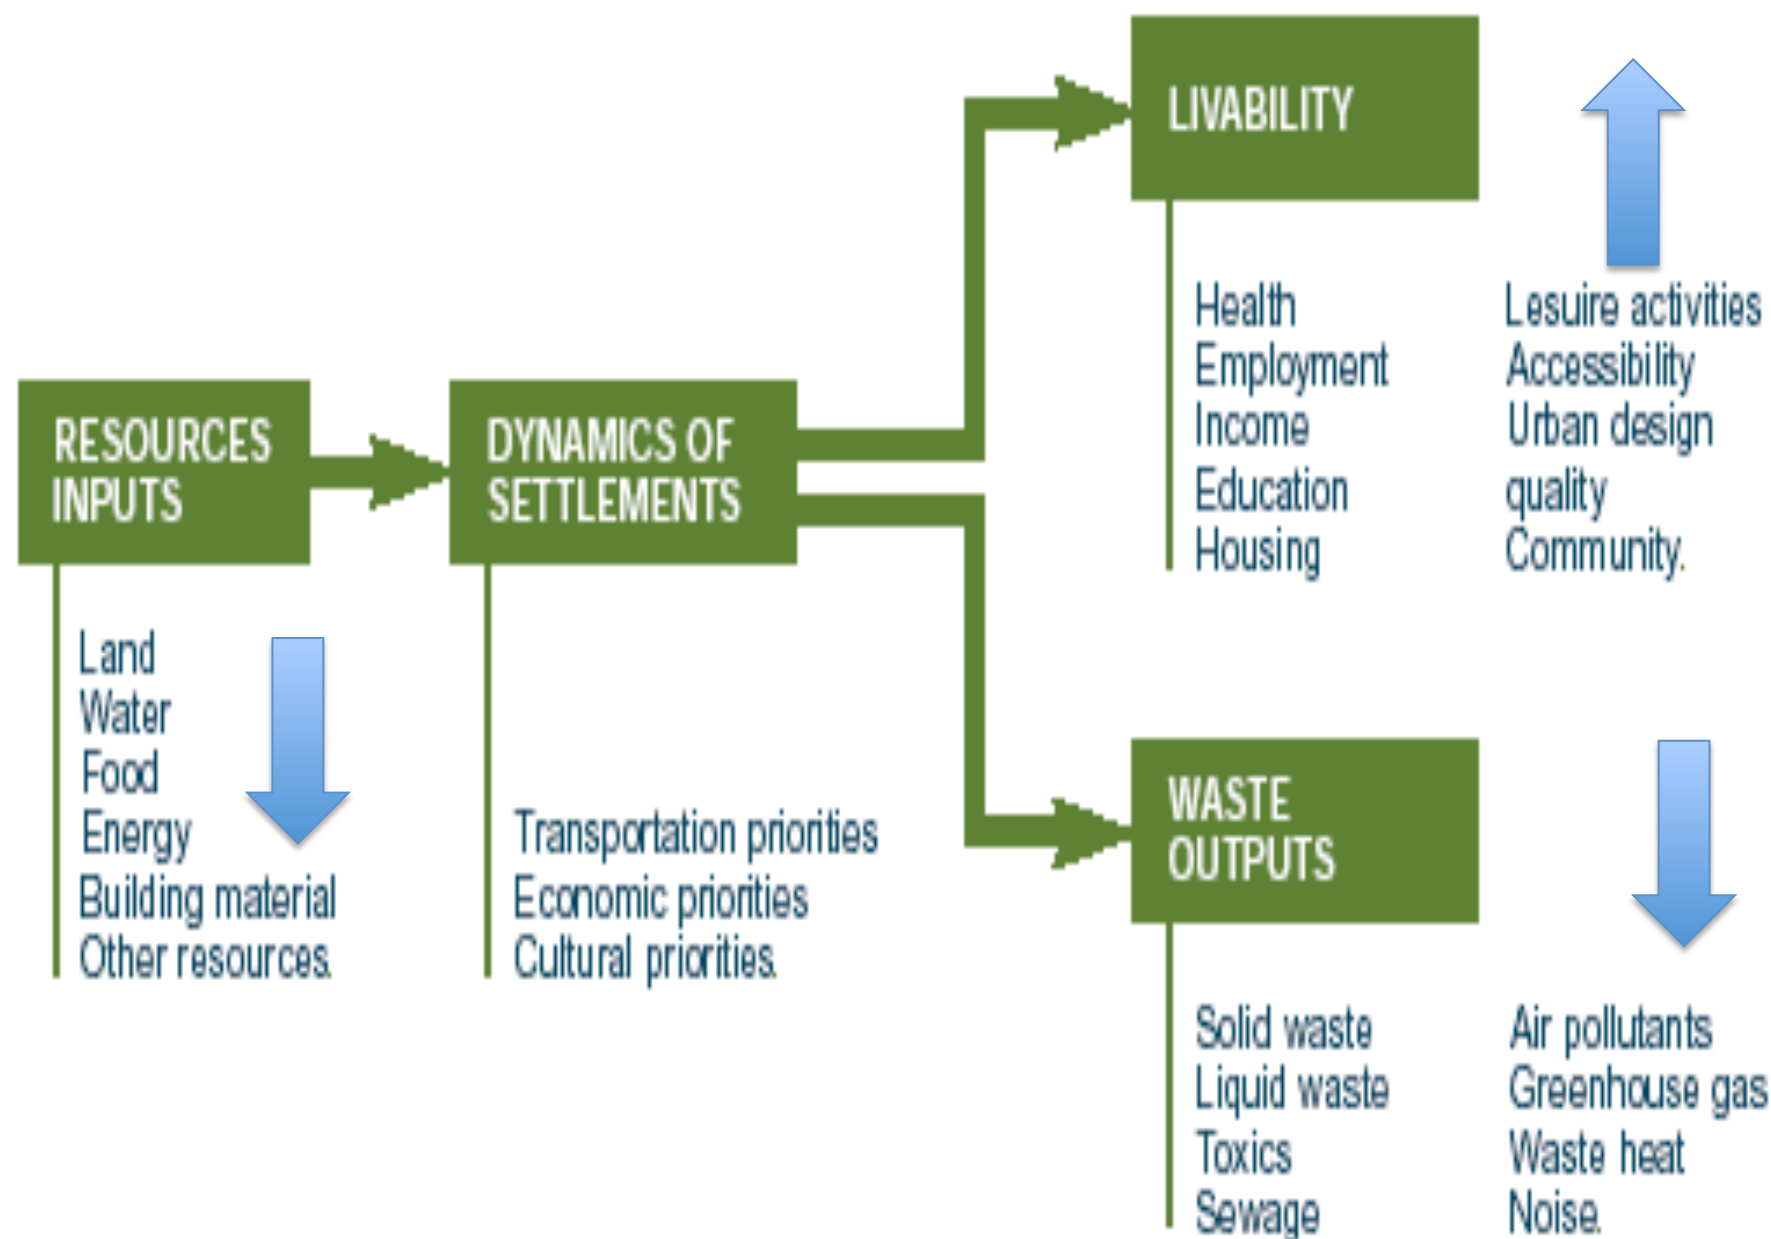 RESOURCES
INPUTS
Land
Water
Food
Energy
Building material
Other resources.
DYNAMICS OF
SETTLEMENTS
Transportation priorities
Economic priorities
Cultural priorities.
LIVABILITY
Health
Employment
Income
Education
Housing
Lesuire activities
Accessibility
Urban design
quality
Community.
WASTE
OUTPUTS
Solid waste
Liquid waste
Toxics
Sewage
Air pollutants
Greenhouse gas
Waste heat
Noise.